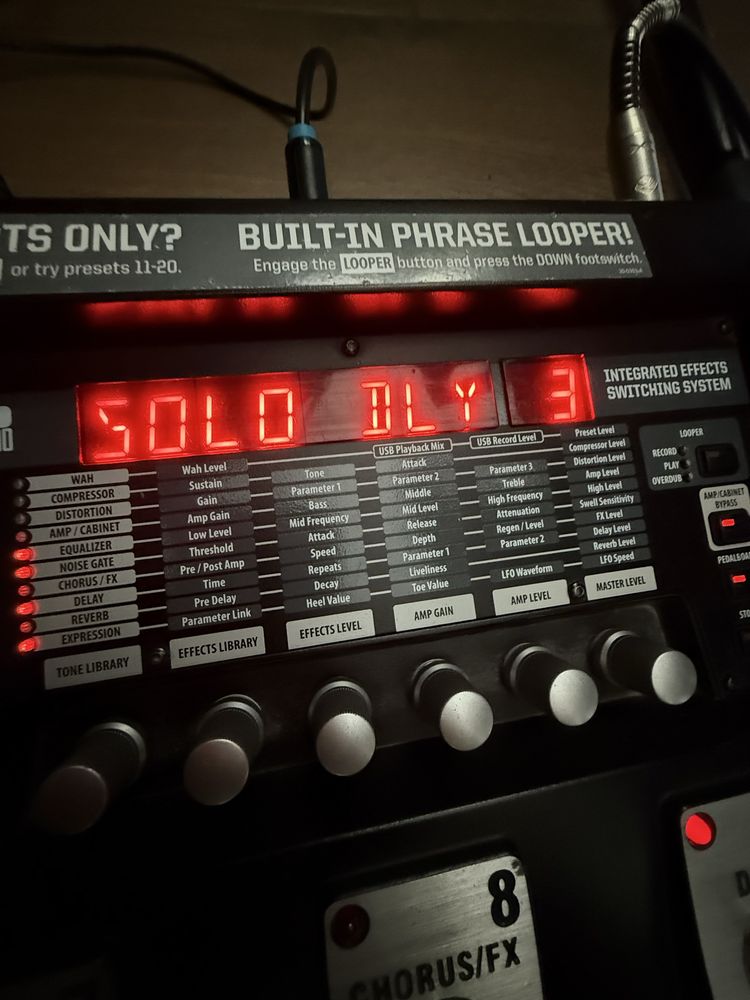 TS ONLY?
or try presets 11-20.
BUILT-IN PHRASE LOOPER!
Engage the LOOPER button and press the DOWN footswitch.
SOLO DLY 3
INTEGRATED EFFECTS
SWITCHING SYSTEM
USB Playback Mix USB Record Level Preset Level
WAH Wah Level Tone Attack Parameter 3 Compressor Level
COMPRESSOR Sustain Parameter 1 Parameter 2 Treble Distortion Level
DISTORTION Gain Bass Middle High Frequency Amp Level
AMP / CABINET Amp Gain Mid Frequency Mid Level Attenuation High Level
EQUALIZER Low Level Attack Release Regen / Level Swell Sensitivity
NOISE GATE Threshold Speed Depth Parameter 2 FX Level
CHORUS / FX Pre / Post Amp Repeats Parameter 1 Delay Level
DELAY Time Decay Liveliness LFO Waveform Reverb Level
REVERB Pre Delay Heel Value Toe Value LFO Speed
EXPRESSION Parameter Link
TONE LIBRARY EFFECTS LIBRARY EFFECTS LEVEL AMP GAIN AMP LEVEL MASTER LEVEL
LOOPER
RECORD
PLAY
OVERDUB
AMP/CABINET
BYPASS
8
CHORUS/FX